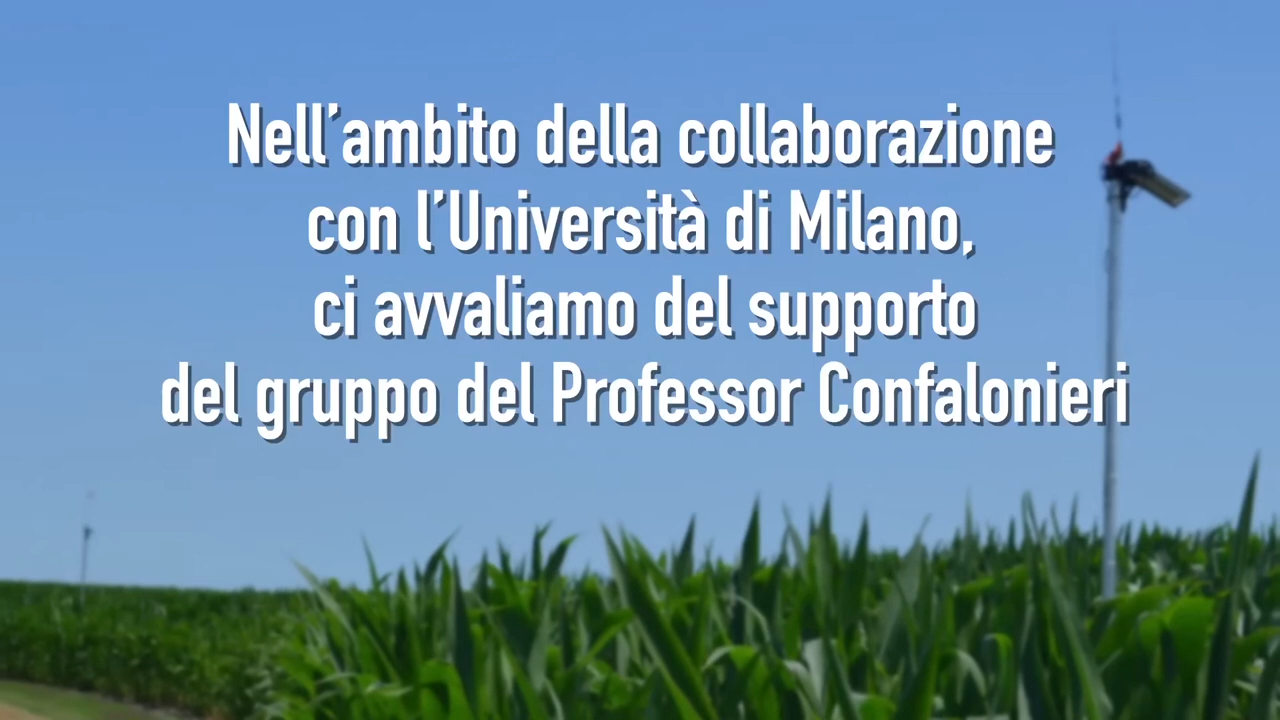 Nell’ambito della collaborazione
con l’Università di Milano,
ci avvaliamo del supporto
del gruppo del Professor Confalonieri